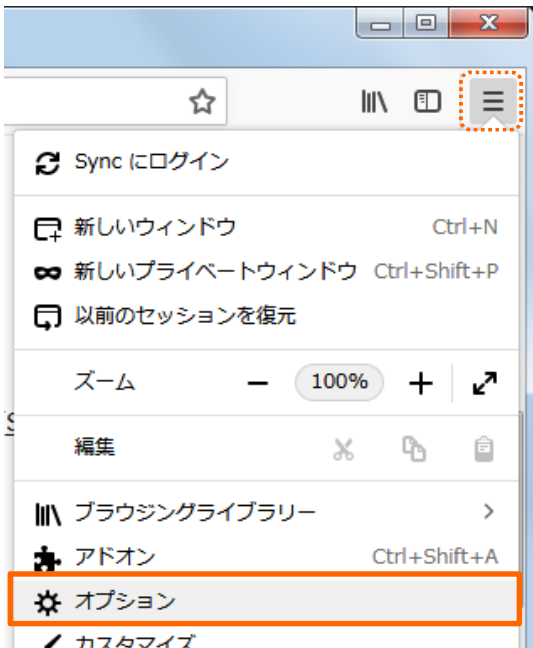 Sync にログイン
新しいウィンドウ Ctrl+N
新しいプライベートウィンドウ Ctrl+Shift+P
以前のセッションを復元
ズーム 100%
編集
ブラウジングライブラリー
アドオン Ctrl+Shift+A
オプション
カスタマイズ